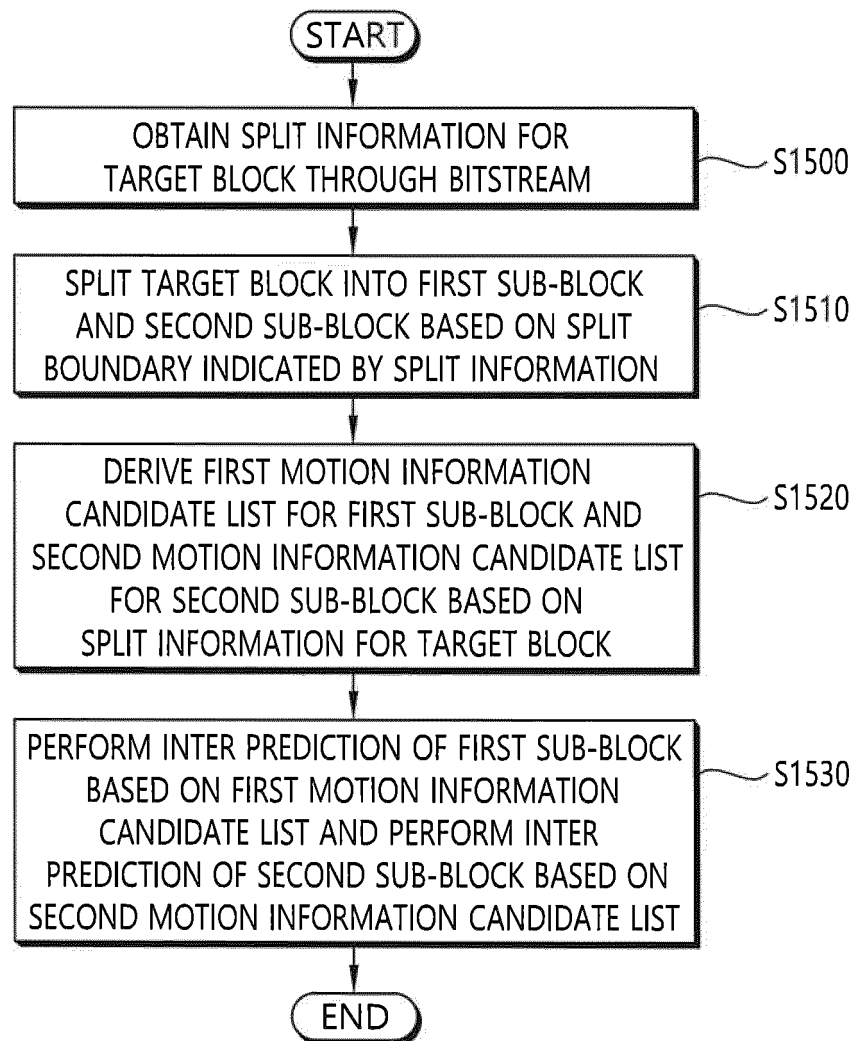 START
OBTAIN SPLIT INFORMATION FOR
TARGET BLOCK THROUGH BITSTREAM
S1500
SPLIT TARGET BLOCK INTO FIRST SUB-BLOCK
AND SECOND SUB-BLOCK BASED ON SPLIT
BOUNDARY INDICATED BY SPLIT INFORMATION
S1510
DERIVE FIRST MOTION INFORMATION
CANDIDATE LIST FOR FIRST SUB-BLOCK AND
SECOND MOTION INFORMATION CANDIDATE LIST
FOR SECOND SUB-BLOCK BASED ON
SPLIT INFORMATION FOR TARGET BLOCK
S1520
PERFORM INTER PREDICTION OF FIRST SUB-BLOCK
BASED ON FIRST MOTION INFORMATION
CANDIDATE LIST AND PERFORM INTER
PREDICTION OF SECOND SUB-BLOCK BASED ON
SECOND MOTION INFORMATION CANDIDATE LIST
S1530
END